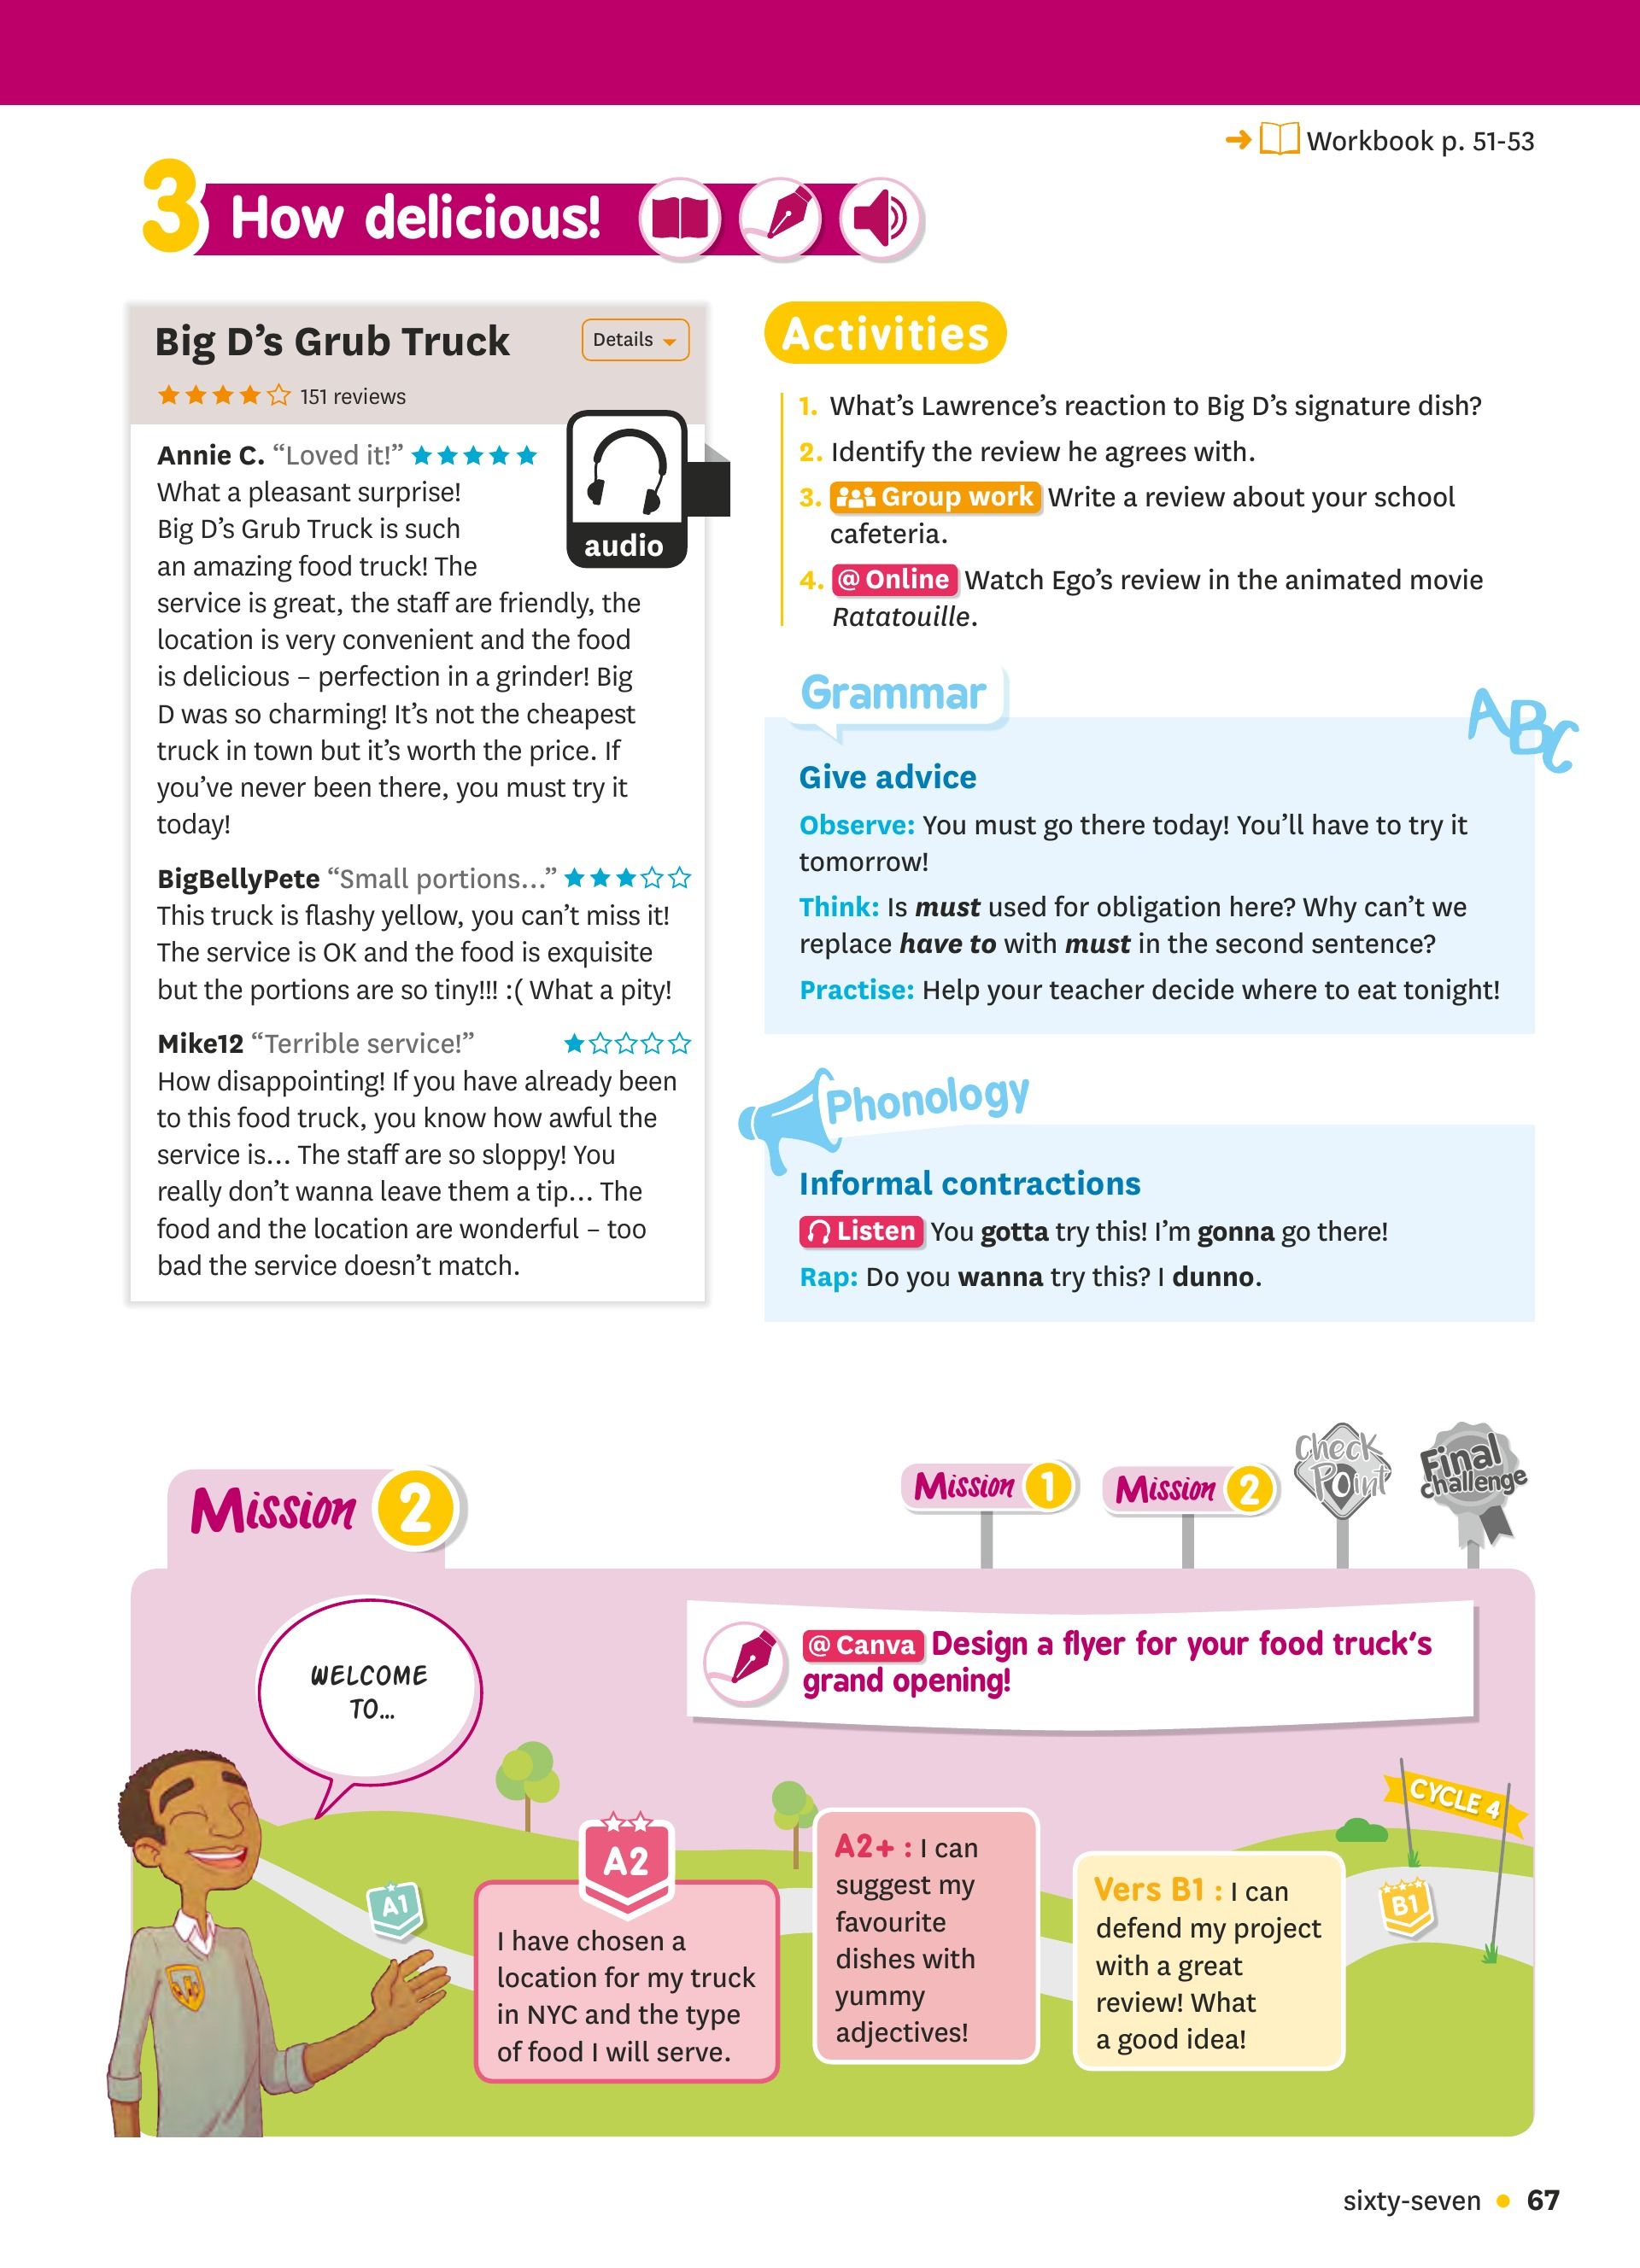 Workbook p. 51-53
3 How delicious!
Big D’s Grub Truck
Details
151 reviews
audio
Annie C. “Loved it!”
What a pleasant surprise!
Big D’s Grub Truck is such
an amazing food truck! The
service is great, the staff are friendly, the
location is very convenient and the food
is delicious – perfection in a grinder! Big
D was so charming! It’s not the cheapest
truck in town but it’s worth the price. If
you’ve never been there, you must try it
today!
BigBellyPete “Small portions…”
This truck is flashy yellow, you can’t miss it!
The service is OK and the food is exquisite
but the portions are so tiny!!! :( What a pity!
Mike12 “Terrible service!”
How disappointing! If you have already been
to this food truck, you know how awful the
service is… The staff are so sloppy! You
really don’t wanna leave them a tip… The
food and the location are wonderful – too
bad the service doesn’t match.
Activities
1. What’s Lawrence’s reaction to Big D’s signature dish?
2. Identify the review he agrees with.
3. Group work Write a review about your school
cafeteria.
4. @ Online Watch Ego’s review in the animated movie
Ratatouille.
Grammar
ABC
Give advice
Observe: You must go there today! You’ll have to try it
tomorrow!
Think: Is must used for obligation here? Why can’t we
replace have to with must in the second sentence?
Practise: Help your teacher decide where to eat tonight!
Phonology
Informal contractions
Listen You gotta try this! I’m gonna go there!
Rap: Do you wanna try this? I dunno.
Mission 2
Mission 1
Mission 2
Check Point
Final challenge
WELCOME
TO…
@ Canva Design a flyer for your food truck’s
grand opening!
CYCLE 4
A1
A2
I have chosen a
location for my truck
in NYC and the type
of food I will serve.
A2+ : I can
suggest my
favourite
dishes with
yummy
adjectives!
Vers B1 : I can
defend my project
with a great
review! What
a good idea!
B1
sixty-seven • 67